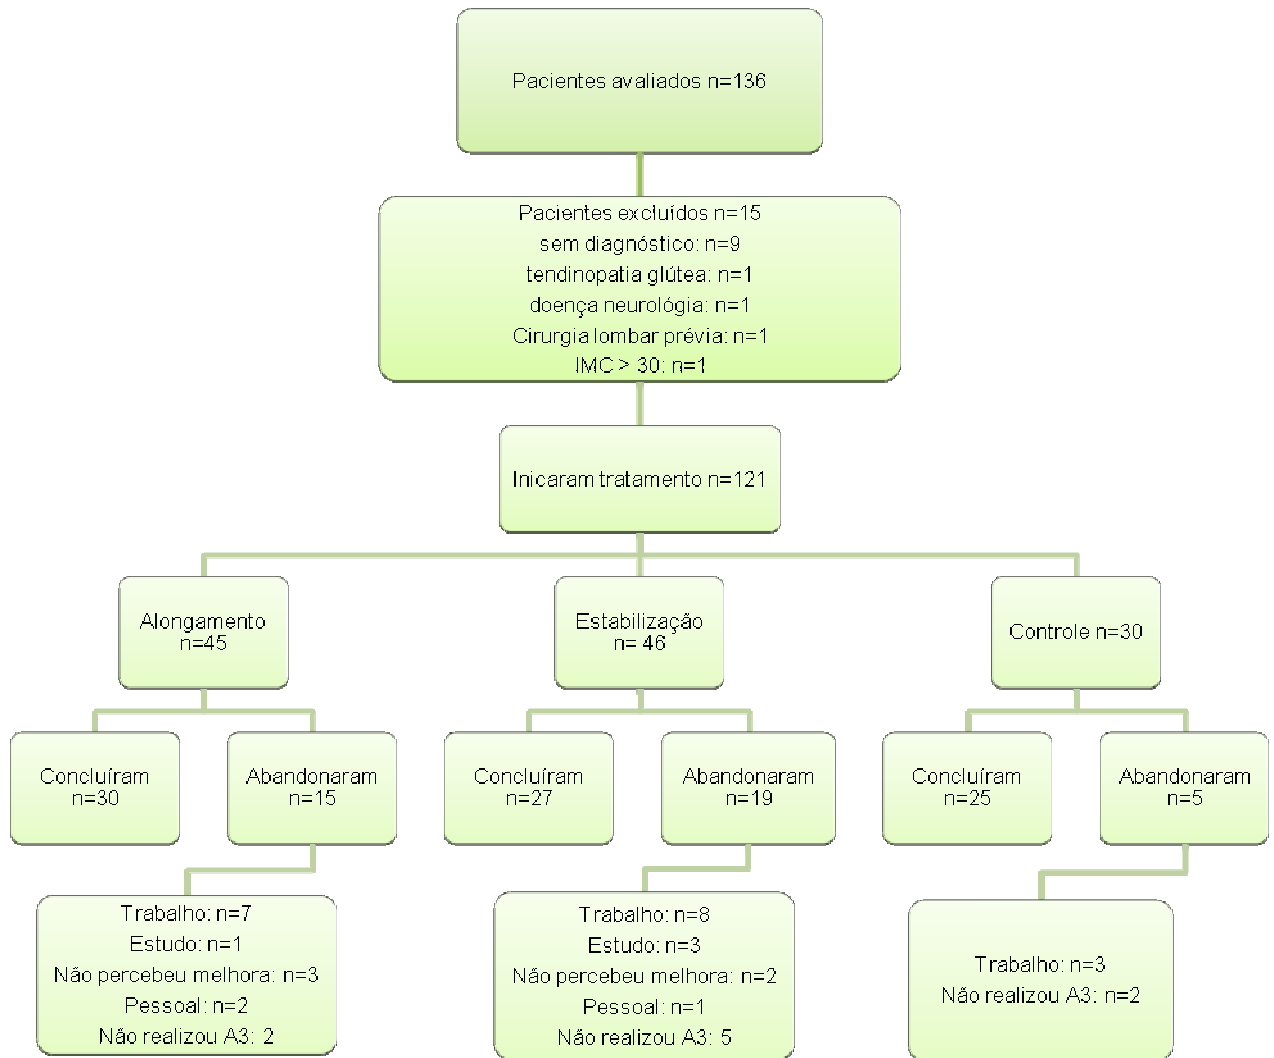 Pacientes avaliados n=136
Pacientes excluídos n=15
sem diagnóstico: n=9
tendinopatia glútea: n=1
doença neurológia: n=1
Cirurgia lombar prévia: n=1
IMC > 30: n=1
Inicaram tratamento n=121
Alongamento
n=45
Estabilização
n= 46
Controle n=30
Concluíram
n=30
Abandonaram
n=15
Concluíram
n=27
Abandonaram
n=19
Concluíram
n=25
Abandonaram
n=5
Trabalho: n=7
Estudo: n=1
Não percebeu melhora: n=3
Pessoal: n=2
Não realizou A3: 2
Trabalho: n=8
Estudo: n=3
Não percebeu melhora: n=2
Pessoal: n=1
Não realizou A3: 5
Trabalho: n=3
Não realizou A3: n=2